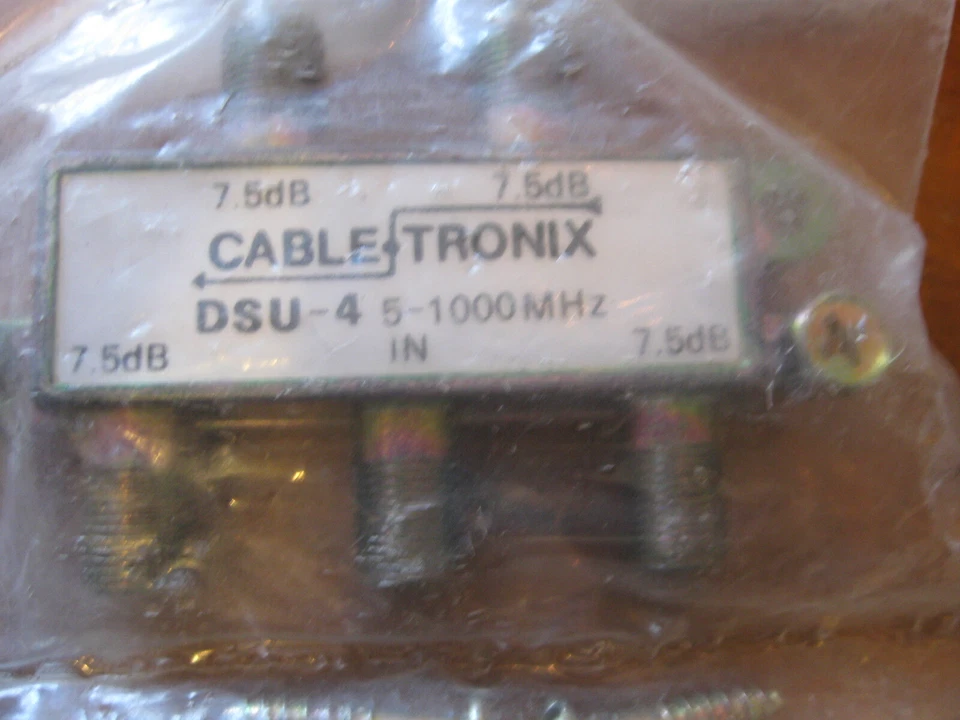 7.5dB 7.5dB
CABLE TRONIX
DSU-4 5-1000MHz
7.5dB IN 7.5dB